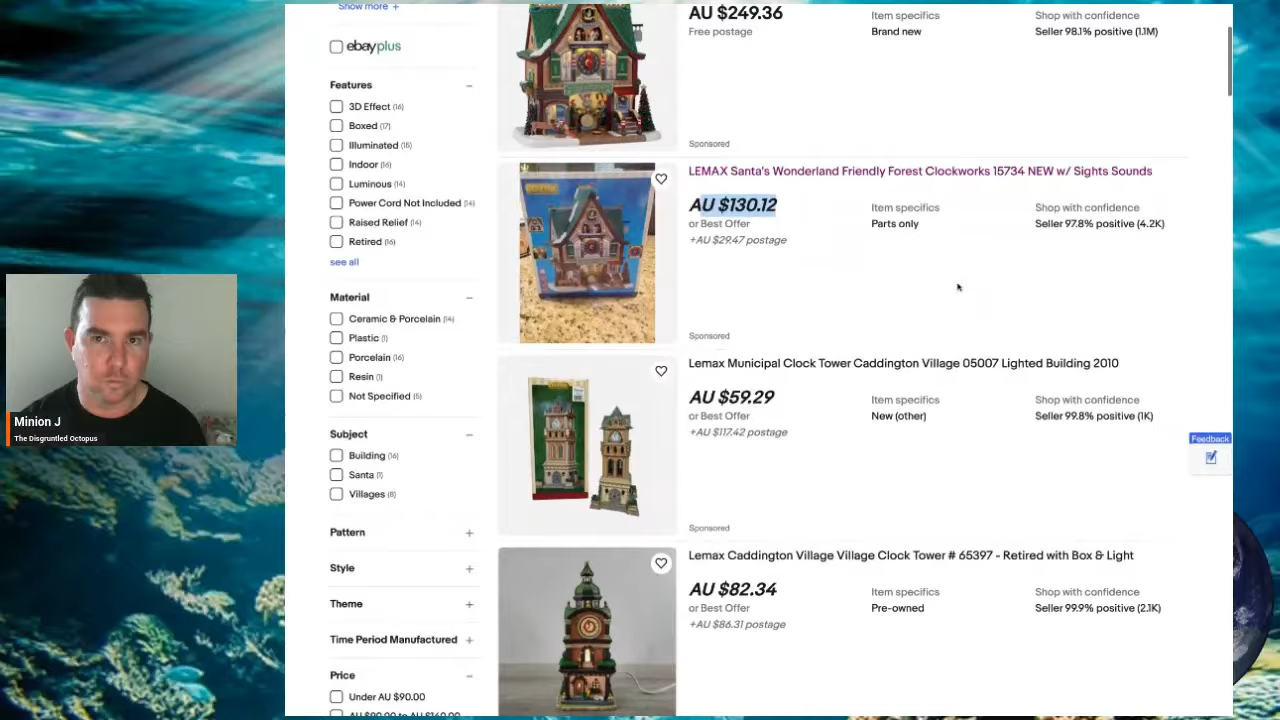 Show more +
ebayplus
Features
3D Effect (16)
Boxed (17)
Illuminated (15)
Indoor (16)
Luminous (14)
Power Cord Not Included (14)
Raised Relief (14)
Retired (16)
see all
Material
Ceramic & Porcelain (14)
Plastic (1)
Porcelain (16)
Resin (1)
Not Specified (5)
Subject
Building (16)
Santa (1)
Villages (8)
Pattern
Style
Theme
Time Period Manufactured
Price
Under AU $90.00
AU $249.36
Free postage
Item specifics
Brand new
Shop with confidence
Seller 98.1% positive (1.1M)
Sponsored
LEMAX Santa's Wonderland Friendly Forest Clockworks 15734 NEW w/ Sights Sounds
AU $130.12
or Best Offer
+AU $29.47 postage
Item specifics
Parts only
Shop with confidence
Seller 97.8% positive (4.2K)
Sponsored
Lemax Municipal Clock Tower Caddington Village 05007 Lighted Building 2010
AU $59.29
or Best Offer
+AU $117.42 postage
Item specifics
New (other)
Shop with confidence
Seller 99.8% positive (1K)
Sponsored
Lemax Caddington Village Village Clock Tower # 65397 - Retired with Box & Light
AU $82.34
or Best Offer
+AU $86.31 postage
Item specifics
Pre-owned
Shop with confidence
Seller 99.9% positive (2.1K)
Feedback
Minion J
The Disgruntled Octopus